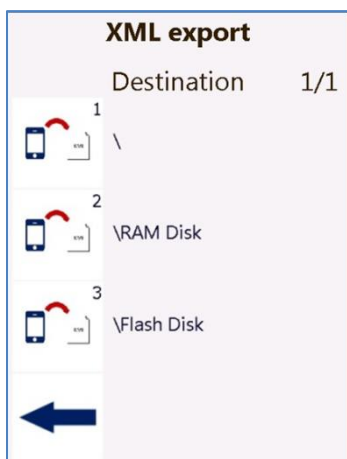 XML export
Destination 1/1
1
\
2
\RAM Disk
3
\Flash Disk